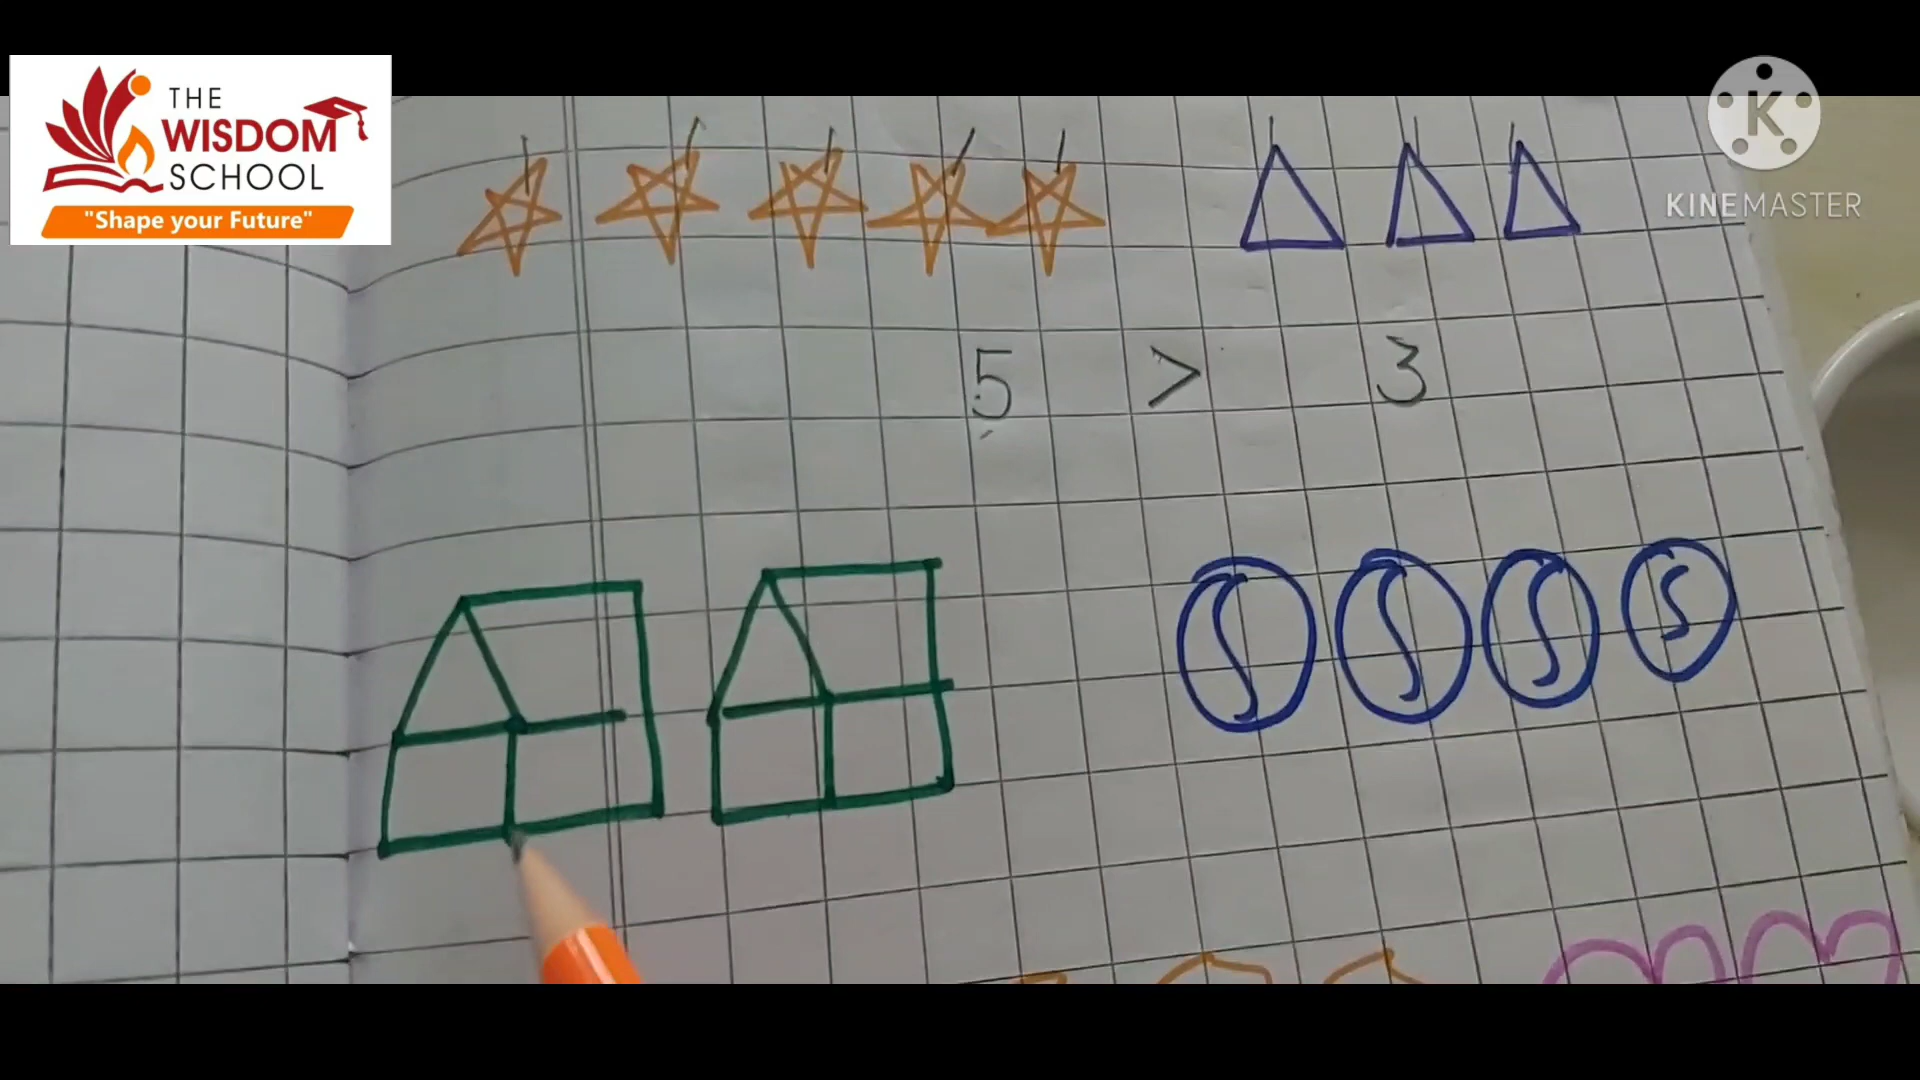 THE
WISDOM
SCHOOL
"Shape your Future"
K
KINEMASTER
5 > 3